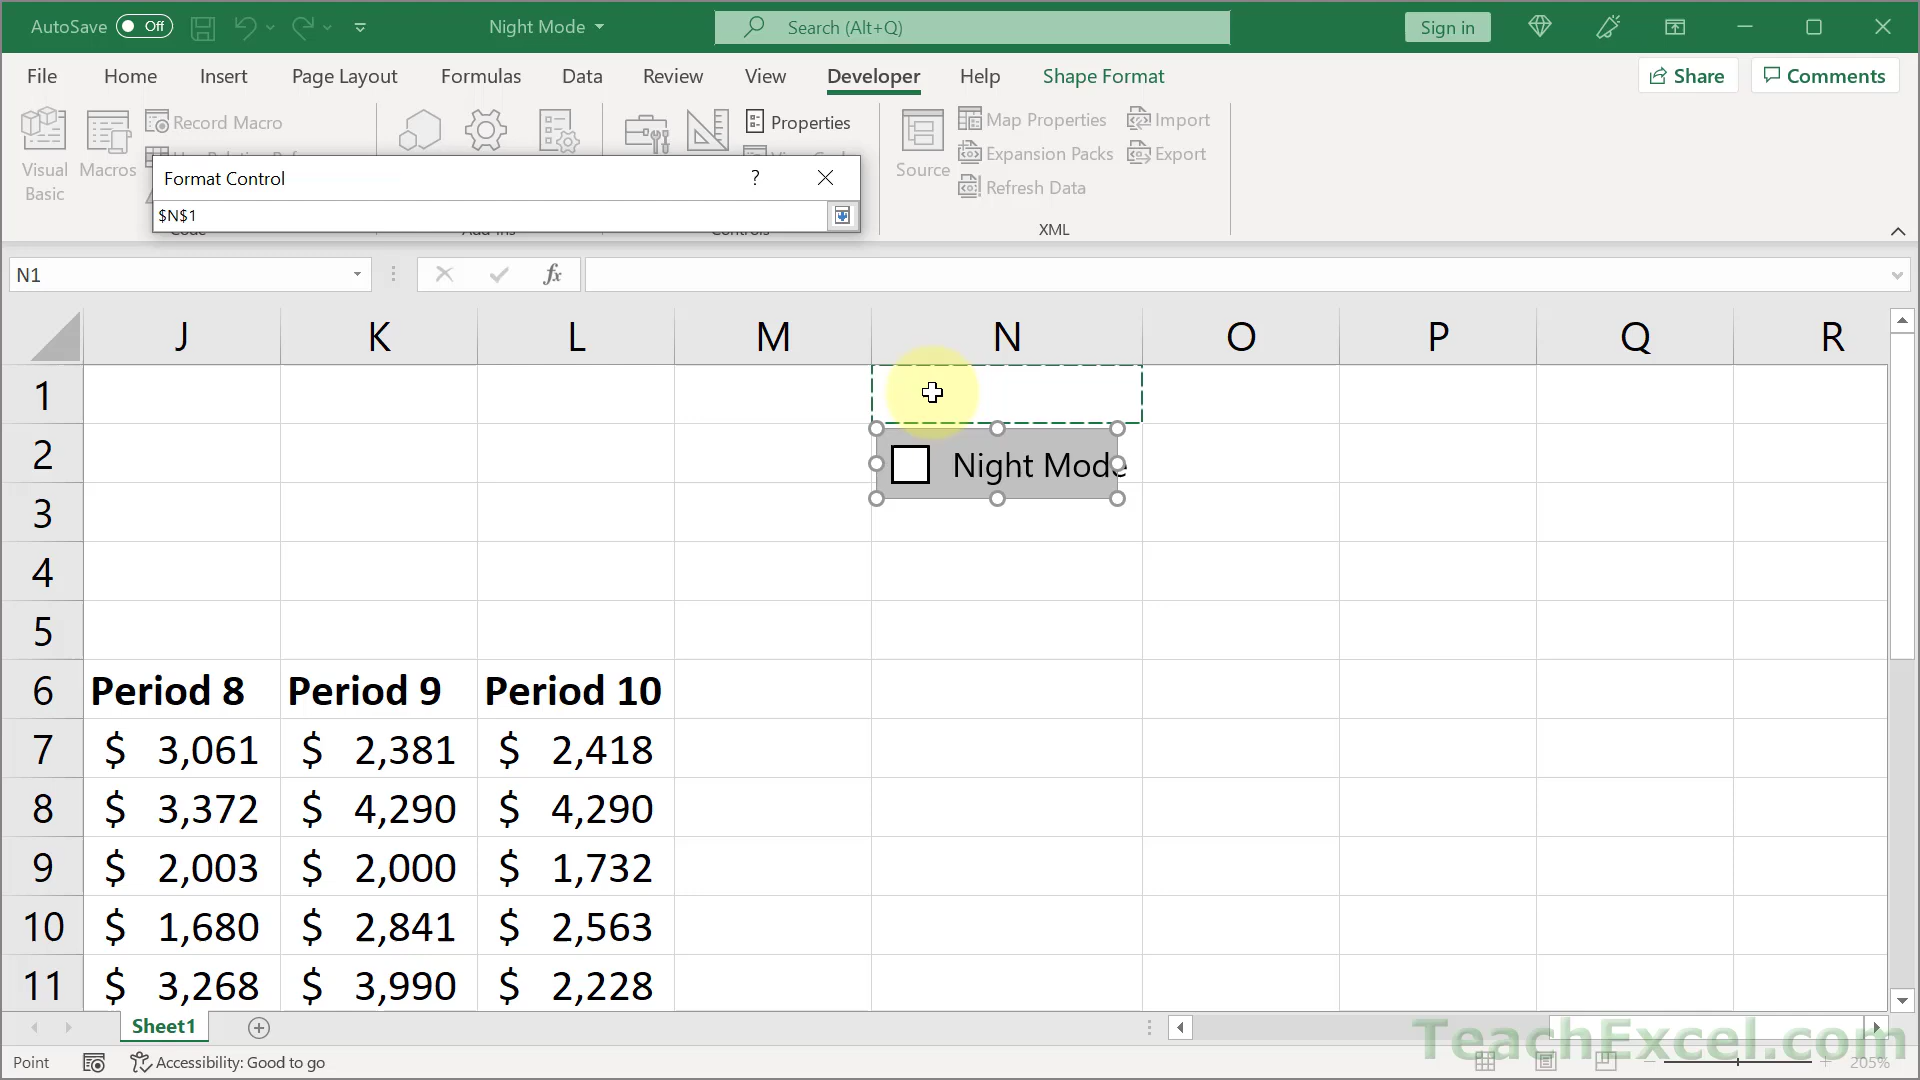 AutoSave Off Night Mode Search (Alt+Q) Sign in
File Home Insert Page Layout Formulas Data Review View Developer Help Shape Format Share Comments
Visual Basic
Macros
Record Macro
Properties
Source
Map Properties
Expansion Packs
Refresh Data
Import
Export
XML
Format Control ?
$N$1
N1 fx
J K L M N O P Q R
1
2 Night Mode
3
4
5
6 Period 8 Period 9 Period 10
7 $ 3,061 $ 2,381 $ 2,418
8 $ 3,372 $ 4,290 $ 4,290
9 $ 2,003 $ 2,000 $ 1,732
10 $ 1,680 $ 2,841 $ 2,563
11 $ 3,268 $ 3,990 $ 2,228
Sheet1
TeachExcel.com
Point Accessibility: Good to go 205%